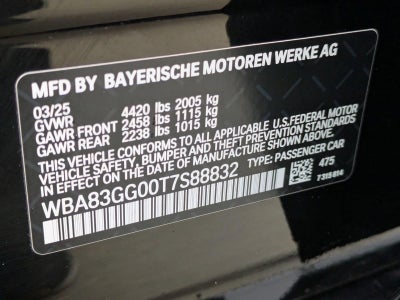 MFD BY BAYERISCHE MOTOREN WERKE AG
03/25
GVWR 4420 lbs 2005 kg
GAWR FRONT 2458 lbs 1115 kg
GAWR REAR 2238 lbs 1015 kg
THIS VEHICLE CONFORMS TO ALL APPLICABLE U.S.FEDERAL MOTOR
VEHICLE SAFETY, BUMPER AND THEFT PREVENTION STANDARDS
IN EFFECT ON THE DATE OF MANUFACTURE SHOWN ABOVE.
WBA83GG00T7S88832 TYPE: PASSENGER CAR
475
7315614